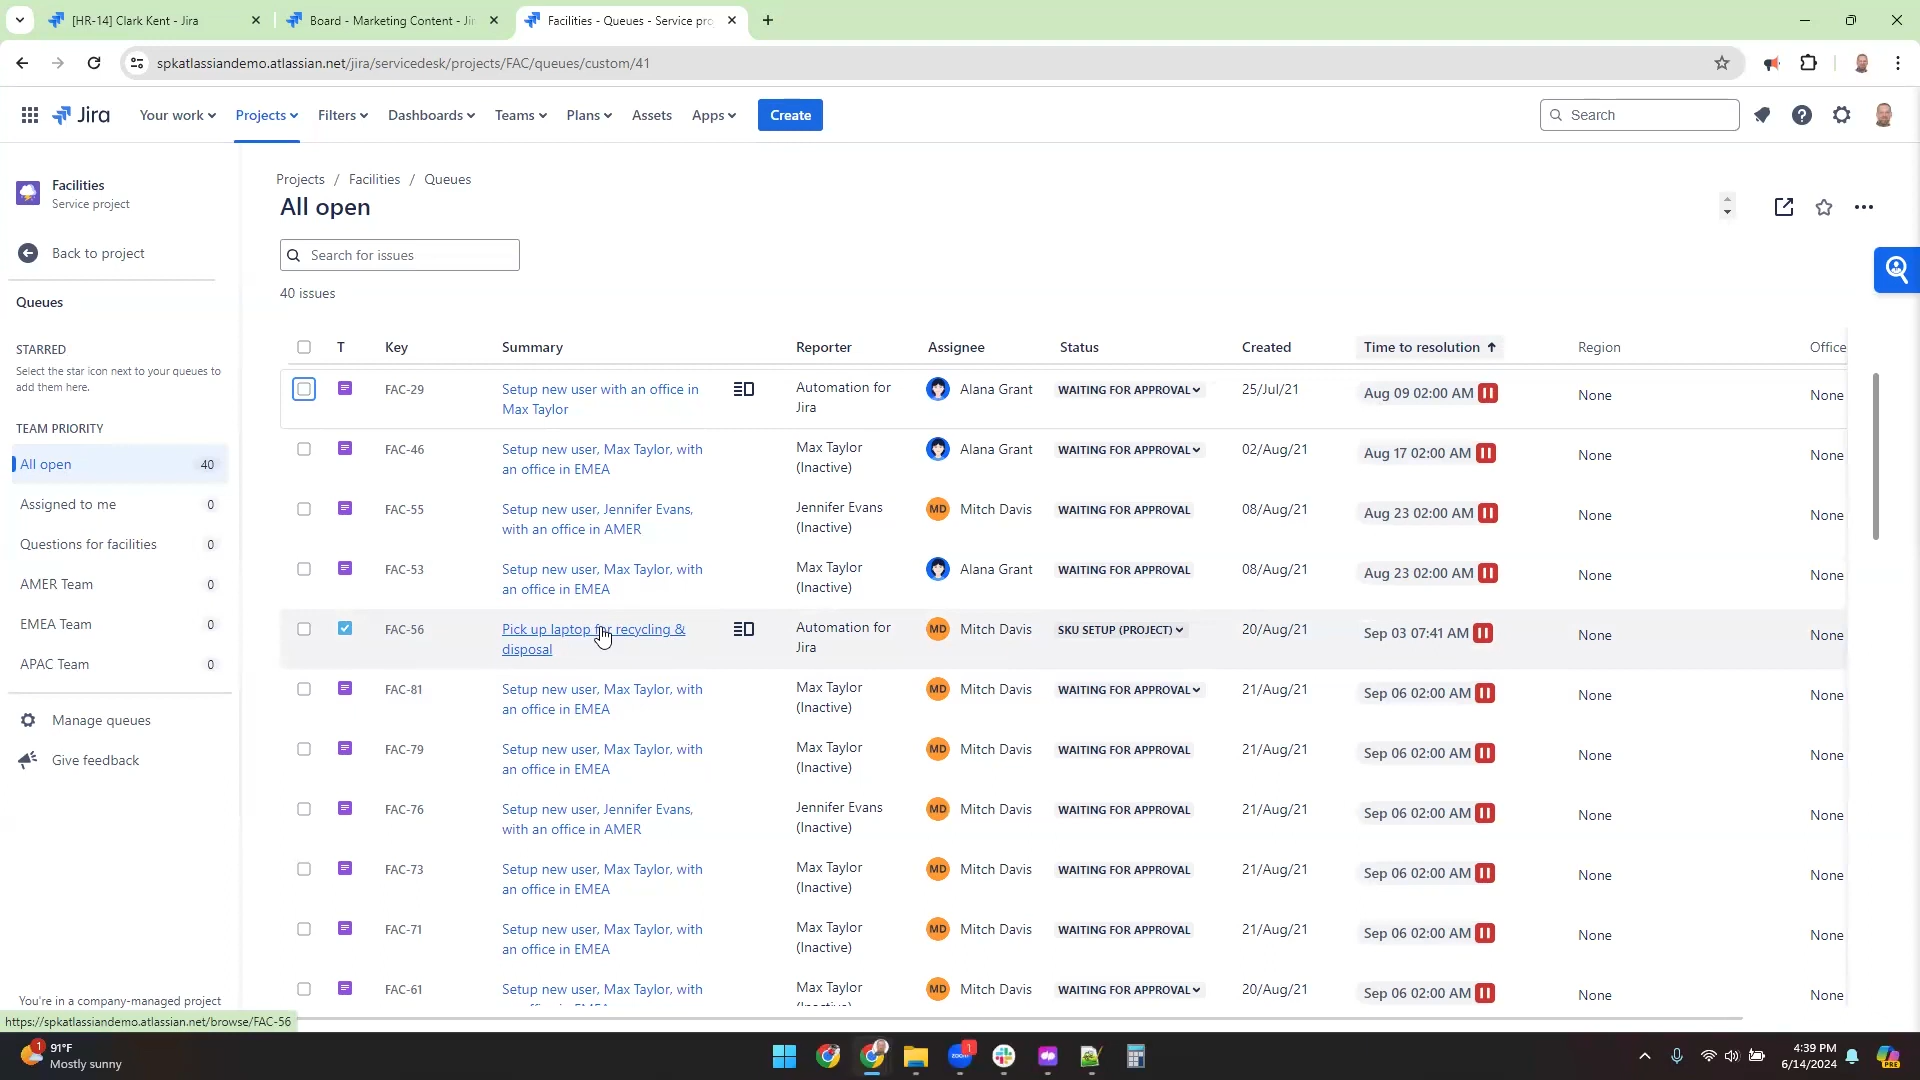 [HR-14] Clark Kent - Jira
Board - Marketing Content - Ji
Facilities - Queues - Service pro
spkatlassiandemo.atlassian.net/jira/servicedesk/projects/FAC/queues/custom/41
Jira
Your work
Projects
Filters
Dashboards
Teams
Plans
Assets
Apps
Create
Search
Facilities
Service project
Back to project
Queues
STARRED
Select the star icon next to your queues to
add them here.
TEAM PRIORITY
All open 40
Assigned to me 0
Questions for facilities 0
AMER Team 0
EMEA Team 0
APAC Team 0
Manage queues
Give feedback
You're in a company-managed project
https://spkatlassiandemo.atlassian.net/browse/FAC-56
Projects / Facilities / Queues
All open
Search for issues
40 issues
T Key Summary Reporter Assignee Status Created Time to resolution ↑ Region Office
FAC-29 Setup new user with an office in Automation for Alana Grant WAITING FOR APPROVAL 25/Jul/21 Aug 09 02:00 AM None None
Max Taylor Jira
FAC-46 Setup new user, Max Taylor, with Max Taylor Alana Grant WAITING FOR APPROVAL 02/Aug/21 Aug 17 02:00 AM None None
an office in EMEA (Inactive)
FAC-55 Setup new user, Jennifer Evans, Jennifer Evans MD Mitch Davis WAITING FOR APPROVAL 08/Aug/21 Aug 23 02:00 AM None None
with an office in AMER (Inactive)
FAC-53 Setup new user, Max Taylor, with Max Taylor Alana Grant WAITING FOR APPROVAL 08/Aug/21 Aug 23 02:00 AM None None
an office in EMEA (Inactive)
FAC-56 Pick up laptop for recycling & Automation for MD Mitch Davis SKU SETUP (PROJECT) 20/Aug/21 Sep 03 07:41 AM None None
disposal Jira
FAC-81 Setup new user, Max Taylor, with Max Taylor MD Mitch Davis WAITING FOR APPROVAL 21/Aug/21 Sep 06 02:00 AM None None
an office in EMEA (Inactive)
FAC-79 Setup new user, Max Taylor, with Max Taylor MD Mitch Davis WAITING FOR APPROVAL 21/Aug/21 Sep 06 02:00 AM None None
an office in EMEA (Inactive)
FAC-76 Setup new user, Jennifer Evans, Jennifer Evans MD Mitch Davis WAITING FOR APPROVAL 21/Aug/21 Sep 06 02:00 AM None None
with an office in AMER (Inactive)
FAC-73 Setup new user, Max Taylor, with Max Taylor MD Mitch Davis WAITING FOR APPROVAL 21/Aug/21 Sep 06 02:00 AM None None
an office in EMEA (Inactive)
FAC-71 Setup new user, Max Taylor, with Max Taylor MD Mitch Davis WAITING FOR APPROVAL 21/Aug/21 Sep 06 02:00 AM None None
an office in EMEA (Inactive)
FAC-61 Setup new user, Max Taylor, with Max Taylor MD Mitch Davis WAITING FOR APPROVAL 20/Aug/21 Sep 06 02:00 AM None None
1 91°F
Mostly sunny
zoom 1
4:39 PM
6/14/2024
PRE